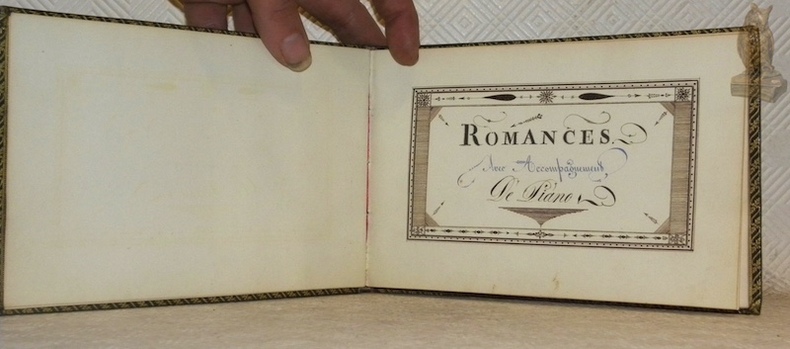 ROMANCES
Avec Accompagnement
De Piano